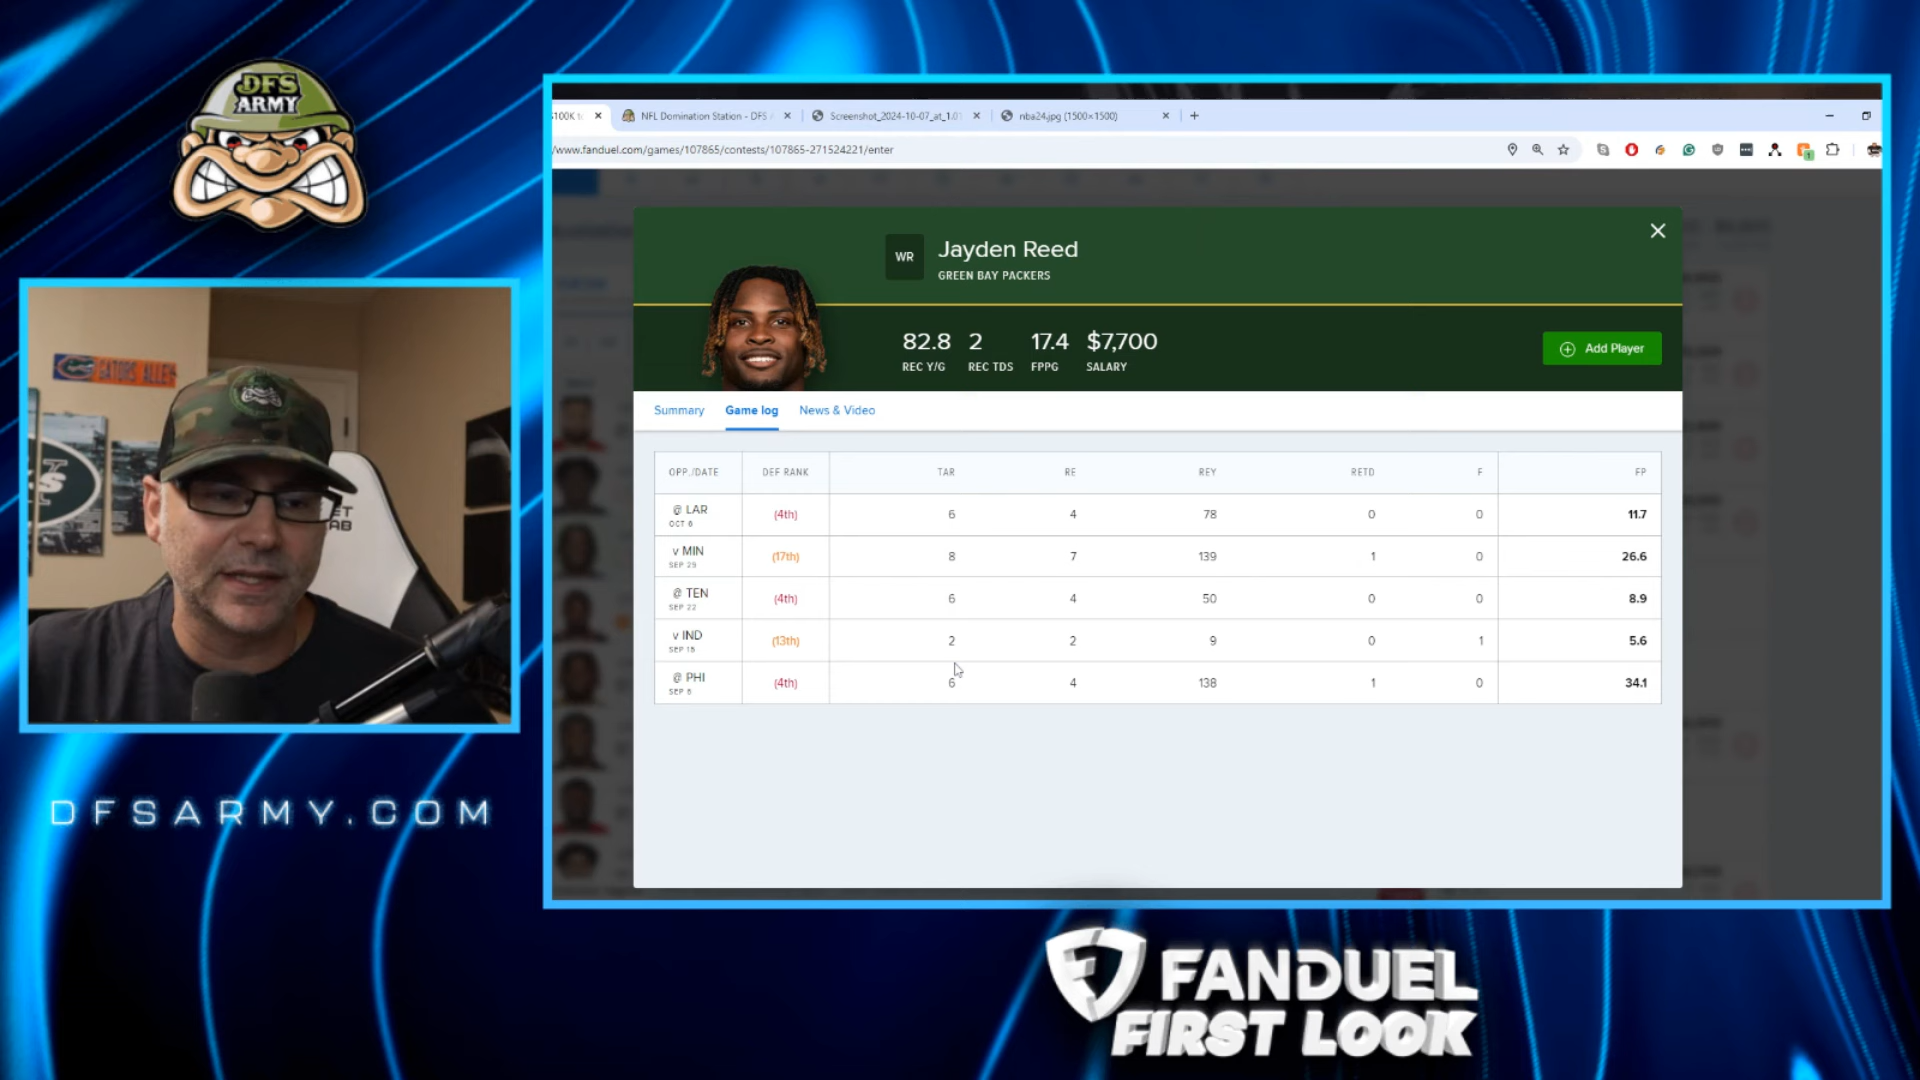 DFS
ARMY
$100K to
NFL Domination Station - DFS
Screenshot_2024-10-07_at_1.01
nba24.jpg (1500×1500)
/www.fanduel.com/games/107865/contests/107865-271524221/enter
WR
Jayden Reed
GREEN BAY PACKERS
82.8 2 17.4 $7,700
REC Y/G REC TDS FPPG SALARY
Add Player
Summary Game log News & Video
OPP./DATE DEF RANK TAR RE REY RETD F FP
@ LAR (4th) 6 4 78 0 0 11.7
OCT 6
v MIN (17th) 8 7 139 1 0 26.6
SEP 29
@ TEN (4th) 6 4 50 0 0 8.9
SEP 22
v IND (13th) 2 2 9 0 1 5.6
SEP 15
@ PHI (4th) 6 4 138 1 0 34.1
SEP 6
GATORS ALLEY
DFSARMY.COM
FANDUEL
FIRST LOOK